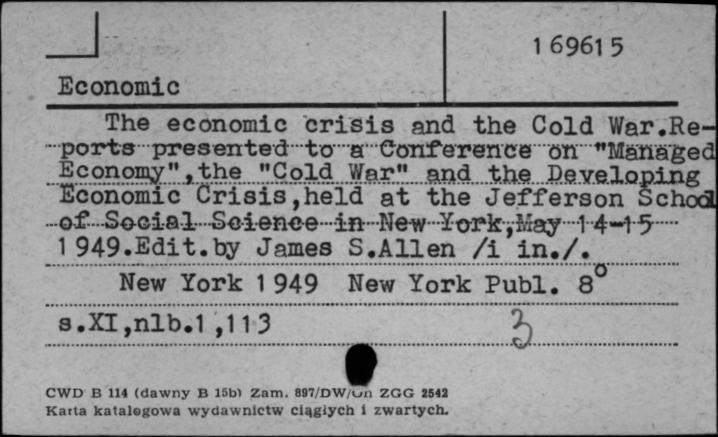 169615
Economic
The economic crisis and the Cold War.Re-
ports presented to a Conference on "Managed
Economy",the "Cold War" and the Developing
Economic Crisis,held at the Jefferson School
of Social Science in New York,May 14-15
1949.Edit.by James S.Allen /i in./.
New York 1949 New York Publ. 8°
s.XI,nlb.1,113
3
CWD B 114 (dawny B 15b) Zam. 897/DW/Un ZGG 2542
Karta katalogowa wydawnictw ciągłych i zwartych.